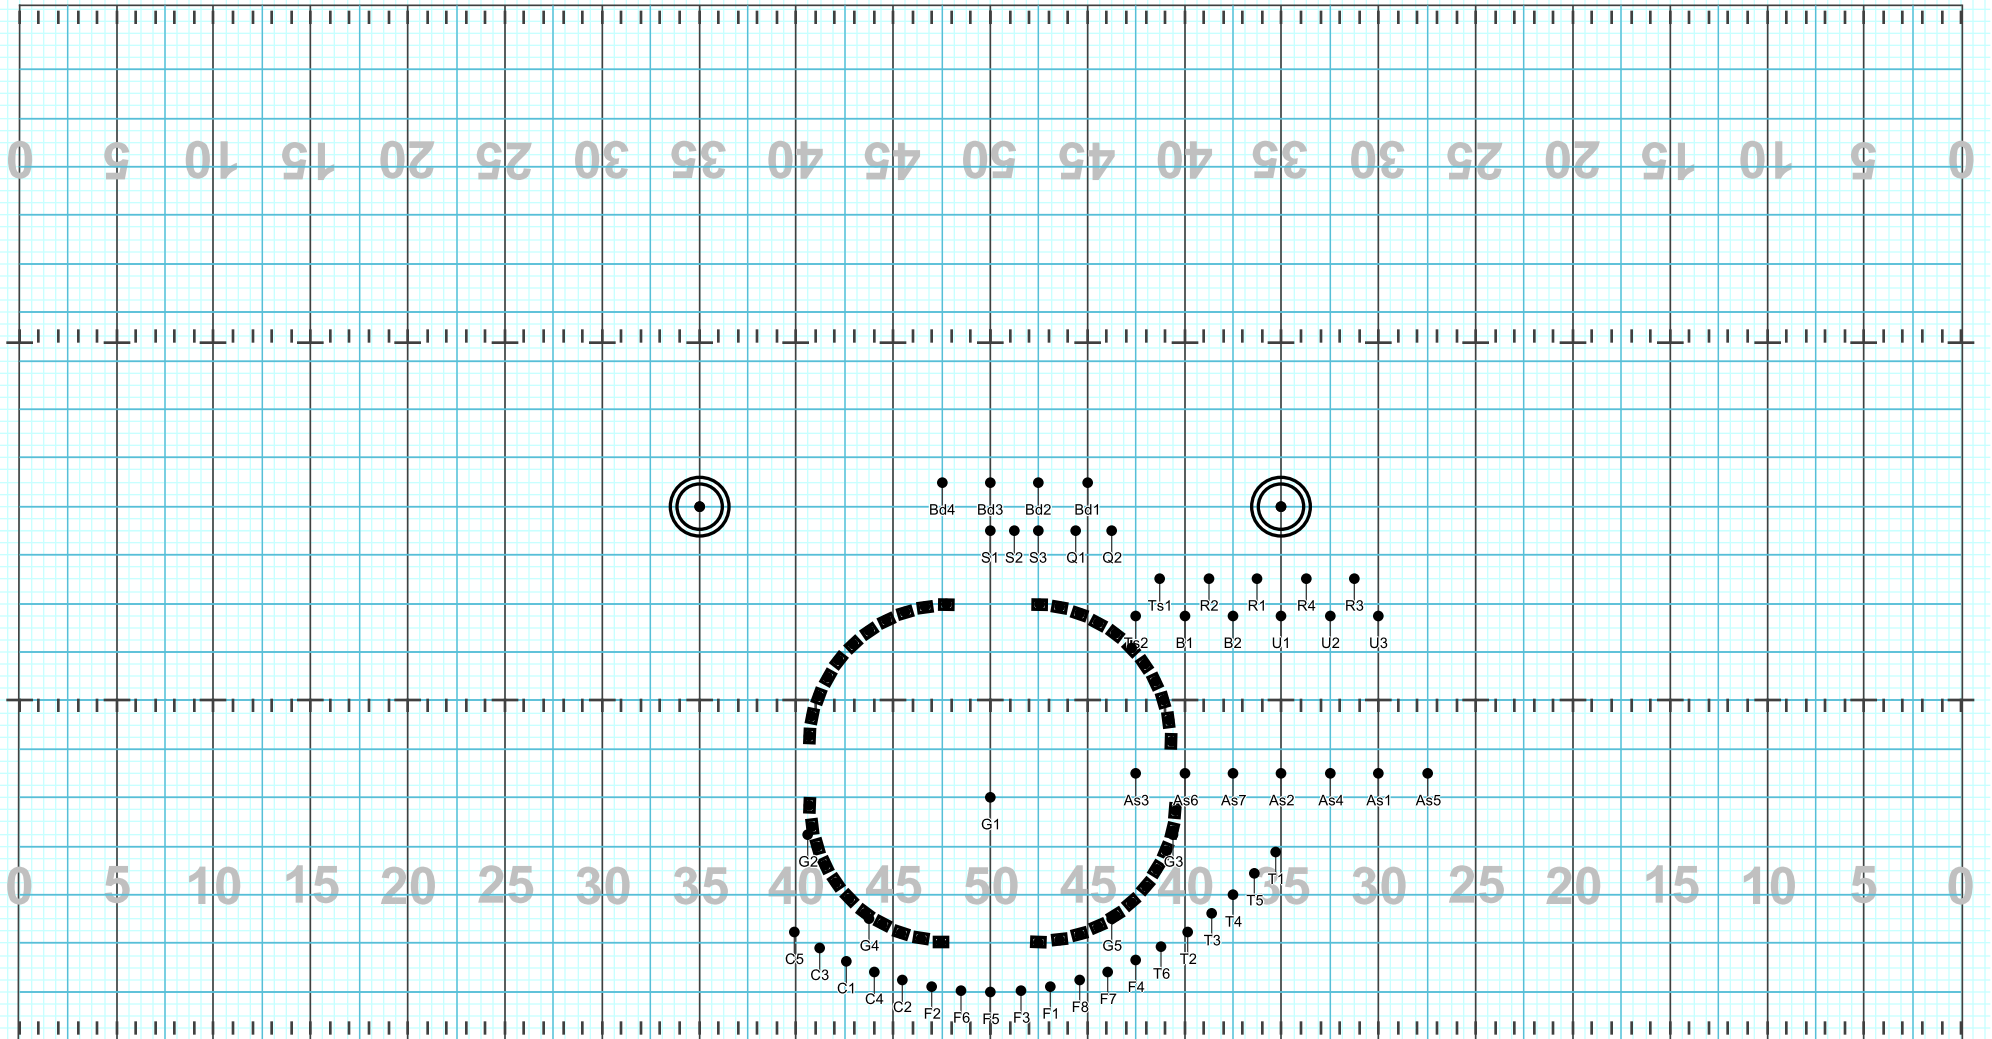 0 5 10 15 20 25 30 35 40 45 50 45 40 35 30 25 20 15 10 5 0
Bd4 Bd3 Bd2 Bd1
S1 S2 S3 Q1 Q2
Ts1 R2 R1 R4 R3
Ts2 B1 B2 U1 U2 U3
As3 As6 As7 As2 As4 As1 As5
G1
G2 G3
T1
0 5 10 15 20 25 30 35 40 45 50 45 40 35 30 25 20 15 10 5 0
T5
T4
T3
G4 G5
C5 T2
C3 T6
C1 F4
C4 F7
C2 F8
F2 F1
F6 F5 F3